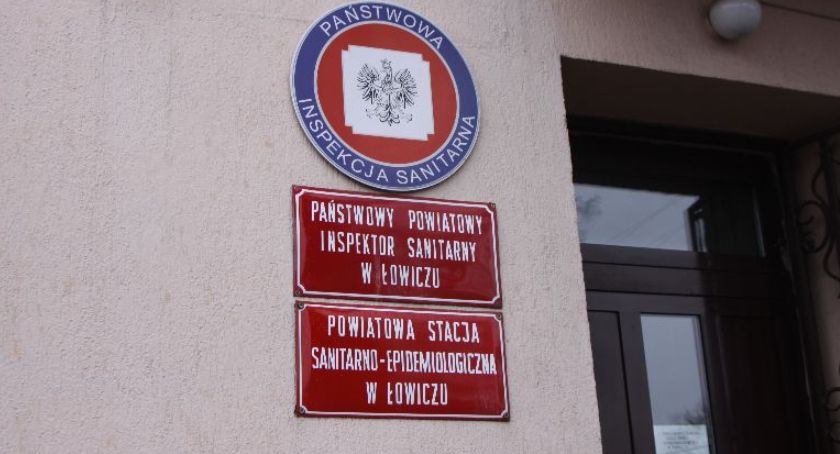 PAŃSTWOWA
INSPEKCJA SANITARNA
PAŃSTWOWY POWIATOWY
INSPEKTOR SANITARNY
W ŁOWICZU
POWIATOWA STACJA
SANITARNO-EPIDEMIOLOGICZNA
W ŁOWICZU